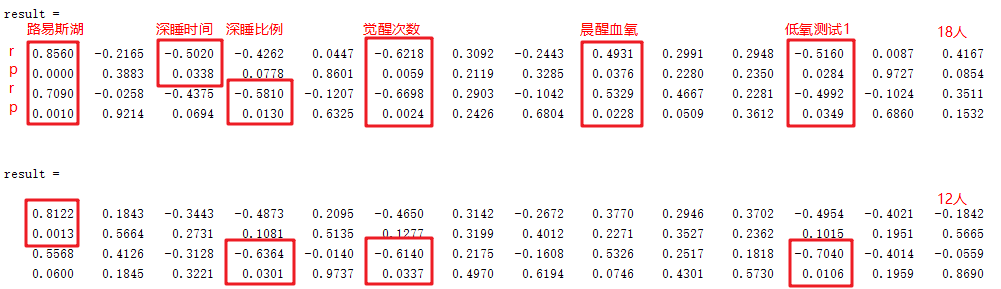 result =
路易斯湖 深睡时间 深睡比例 觉醒次数 晨醒血氧 低氧测试1 18人
r 0.8560 -0.2165 -0.5020 -0.4262 0.0447 -0.6218 0.3092 -0.2443 0.4931 0.2991 0.2948 -0.5160 0.0087 0.4167
p 0.0000 0.3883 0.0338 0.0778 0.8601 0.0059 0.2119 0.3285 0.0376 0.2280 0.2350 0.0284 0.9727 0.0854
r 0.7090 -0.0258 -0.4375 -0.5810 -0.1207 -0.6698 0.2903 -0.1042 0.5329 0.4667 0.2281 -0.4992 -0.1024 0.3511
p 0.0010 0.9214 0.0694 0.0130 0.6325 0.0024 0.2426 0.6804 0.0228 0.0509 0.3612 0.0349 0.6860 0.1532
result =
12人
0.8122 0.1843 -0.3443 -0.4873 0.2095 -0.4650 0.3142 -0.2672 0.3770 0.2946 0.3702 -0.4954 -0.4021 -0.1842
0.0013 0.5664 0.2731 0.1081 0.5135 0.1277 0.3199 0.4012 0.2271 0.3527 0.2362 0.1015 0.1951 0.5665
0.5568 0.4126 -0.3128 -0.6364 -0.0140 -0.6140 0.2175 -0.1608 0.5326 0.2517 0.1818 -0.7040 -0.4014 -0.0559
0.0600 0.1845 0.3221 0.0301 0.9737 0.0337 0.4970 0.6194 0.0746 0.4301 0.5730 0.0106 0.1959 0.8690